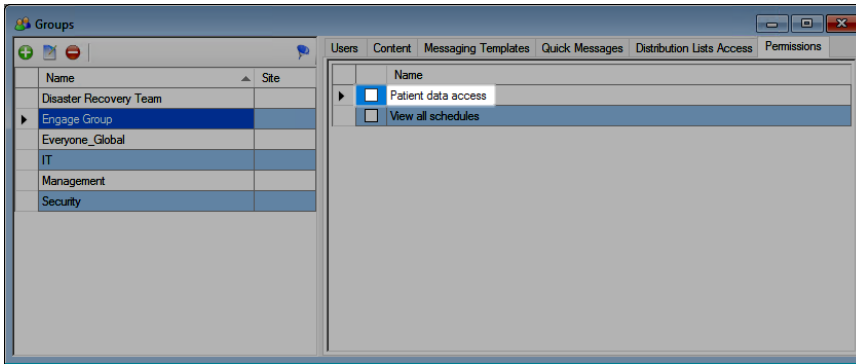 Groups
Users Content Messaging Templates Quick Messages Distribution Lists Access Permissions
Name Site
Disaster Recovery Team
Engage Group
Everyone_Global
IT
Management
Security
Name
Patient data access
View all schedules